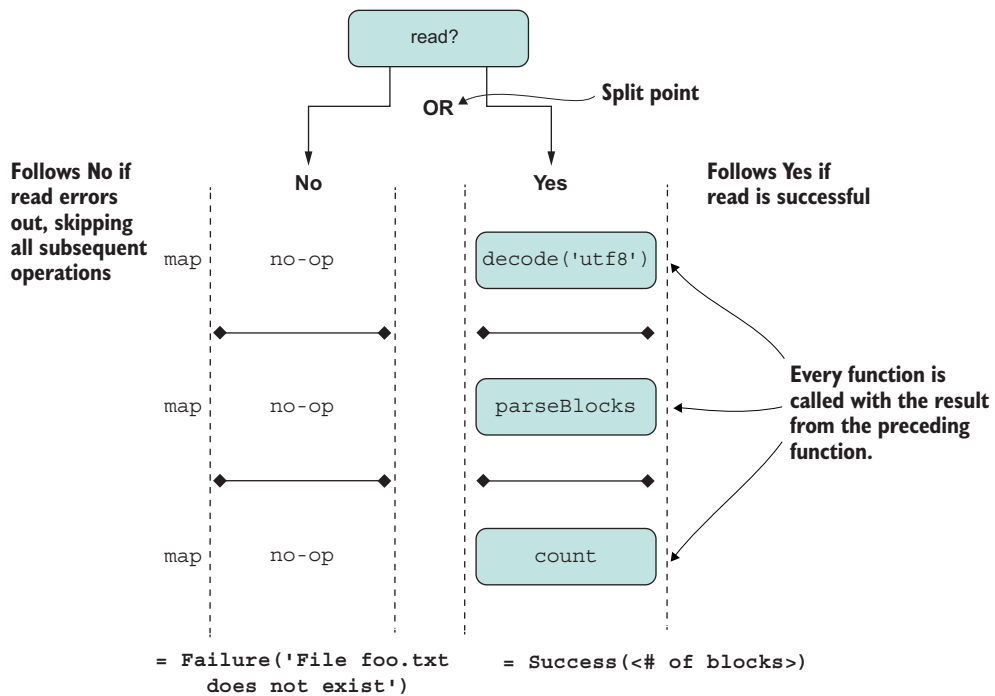 read?
OR
Split point
Follows No if
read errors
out, skipping
all subsequent
operations
No
Yes
Follows Yes if
read is successful
map
no-op
decode('utf8')
map
no-op
parseBlocks
Every function is
called with the result
from the preceding
function.
map
no-op
count
= Failure('File foo.txt
does not exist')
= Success(<# of blocks>)